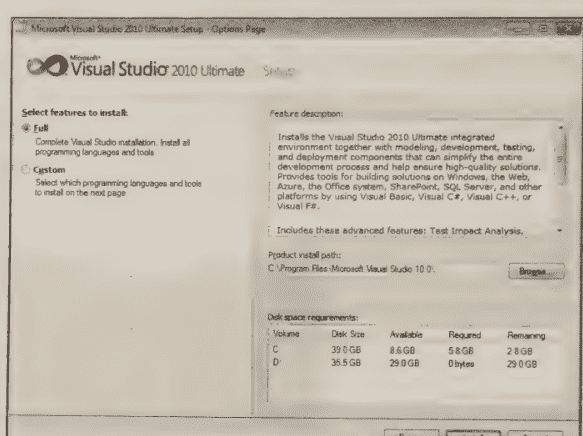 Microsoft Visual Studio 2010 Ultimate Setup - Options Page
Microsoft
Visual Studio 2010 Ultimate Setup
Select features to install:
Full
Complete Visual Studio installation. Install all
programming languages and tools
Custom
Select which programming languages and tools
to install on the next page
Feature description:
Installs the Visual Studio 2010 Ultimate integrated
environment together with modeling, development, testing,
and deployment components that can simplify the entire
development process and help ensure high-quality solutions.
Provides tools for building solutions on Windows, the Web,
Azure, the Office system, SharePoint, SQL Server, and other
platforms by using Visual Basic, Visual C#, Visual C++, or
Visual F#.
Includes these advanced features: Test Impact Analysis,
Product install path:
C:\Program Files\Microsoft Visual Studio 10.0\
Browse...
Disk space requirements:
Volume Disk Size Available Required Remaining
C: 39.0 GB 8.6 GB 5.8 GB 2.8 GB
D: 35.5 GB 29.0 GB 0 bytes 29.0 GB